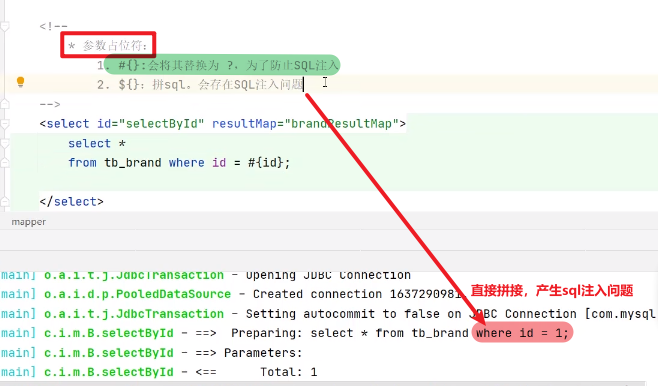 <!--
* 参数占位符：
1. #{}:会将其替换为 ?，为了防止SQL注入
2. ${}：拼sql。会存在SQL注入问题
-->
<select id="selectById" resultMap="brandResultMap">
select *
from tb_brand where id = #{id};
</select>
mapper
main] o.a.i.t.j.JdbcTransaction - Opening JDBC Connection
main] o.a.i.d.p.PooledDataSource - Created connection 1637290981
直接拼接，产生sql注入问题
main] o.a.i.t.j.JdbcTransaction - Setting autocommit to false on JDBC Connection [com.mysql
main] c.i.m.B.selectById - ==> Preparing: select * from tb_brand where id = 1;
main] c.i.m.B.selectById - ==> Parameters:
main] c.i.m.B.selectById - <== Total: 1